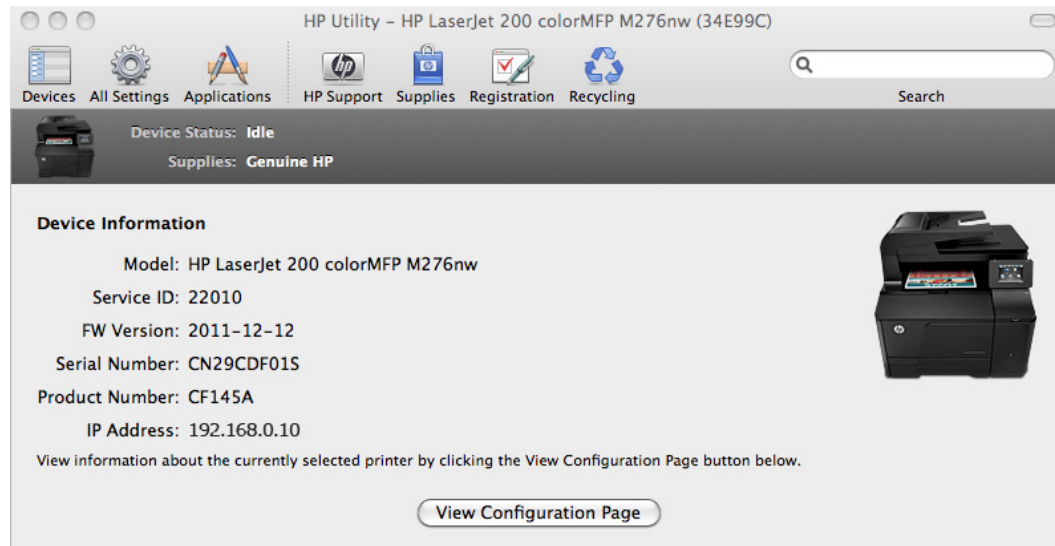 HP Utility – HP LaserJet 200 colorMFP M276nw (34E99C)
Devices All Settings Applications HP Support Supplies Registration Recycling Search
Device Status: Idle
Supplies: Genuine HP
Device Information
Model: HP LaserJet 200 colorMFP M276nw
Service ID: 22010
FW Version: 2011-12-12
Serial Number: CN29CDF01S
Product Number: CF145A
IP Address: 192.168.0.10
View information about the currently selected printer by clicking the View Configuration Page button below.
View Configuration Page